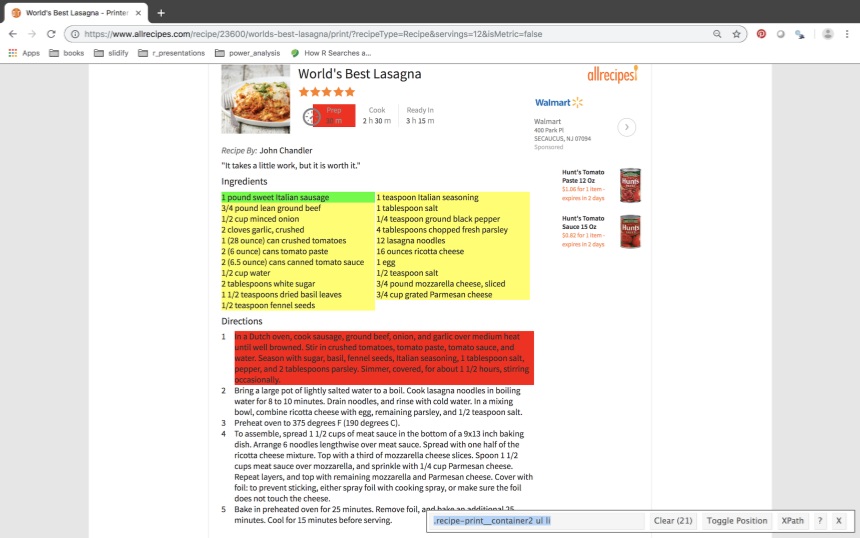 World's Best Lasagna - Printer
https://www.allrecipes.com/recipe/23600/worlds-best-lasagna/print/?recipeType=Recipe&servings=12&isMetric=false
Apps books slidify r_presentations power_analysis How R Searches a...
World's Best Lasagna
allrecipes
Prep Cook Ready In
m 2 h 30 m 3 h 15 m
Walmart
Walmart
400 Park Pl
SECAUCUS, NJ 07094
Sponsored
Recipe By: John Chandler
"It takes a little work, but it is worth it."
Ingredients
1 pound sweet Italian sausage
3/4 pound lean ground beef
1/2 cup minced onion
2 cloves garlic, crushed
1 (28 ounce) can crushed tomatoes
2 (6 ounce) cans tomato paste
2 (6.5 ounce) cans canned tomato sauce
1/2 cup water
2 tablespoons white sugar
1 1/2 teaspoons dried basil leaves
1/2 teaspoon fennel seeds
1 teaspoon Italian seasoning
1 tablespoon salt
1/4 teaspoon ground black pepper
4 tablespoons chopped fresh parsley
12 lasagna noodles
16 ounces ricotta cheese
1 egg
1/2 teaspoon salt
3/4 pound mozzarella cheese, sliced
3/4 cup grated Parmesan cheese
Hunt's Tomato
Paste 12 Oz
$1.06 for 1 item -
expires in 2 days
Hunt's
Hunt's Tomato
Sauce 15 Oz
$0.82 for 1 item -
expires in 2 days
Hunt's
Directions
1 In a Dutch oven, cook sausage, ground beef, onion, and garlic over medium heat
until well browned. Stir in crushed tomatoes, tomato paste, tomato sauce, and
water. Season with sugar, basil, fennel seeds, Italian seasoning, 1 tablespoon salt,
pepper, and 2 tablespoons parsley. Simmer, covered, for about 1 1/2 hours, stirring
occasionally.
2 Bring a large pot of lightly salted water to a boil. Cook lasagna noodles in boiling
water for 8 to 10 minutes. Drain noodles, and rinse with cold water. In a mixing
bowl, combine ricotta cheese with egg, remaining parsley, and 1/2 teaspoon salt.
3 Preheat oven to 375 degrees F (190 degrees C).
4 To assemble, spread 1 1/2 cups of meat sauce in the bottom of a 9x13 inch baking
dish. Arrange 6 noodles lengthwise over meat sauce. Spread with one half of the
ricotta cheese mixture. Top with a third of mozzarella cheese slices. Spoon 1 1/2
cups meat sauce over mozzarella, and sprinkle with 1/4 cup Parmesan cheese.
Repeat layers, and top with remaining mozzarella and Parmesan cheese. Cover with
foil: to prevent sticking, either spray foil with cooking spray, or make sure the foil
does not touch the cheese.
5 Bake in preheated oven for 25 minutes. Remove foil, and bake an additional 25
minutes. Cool for 15 minutes before serving.
.recipe-print__container2 ul li Clear (21) Toggle Position XPath ? X